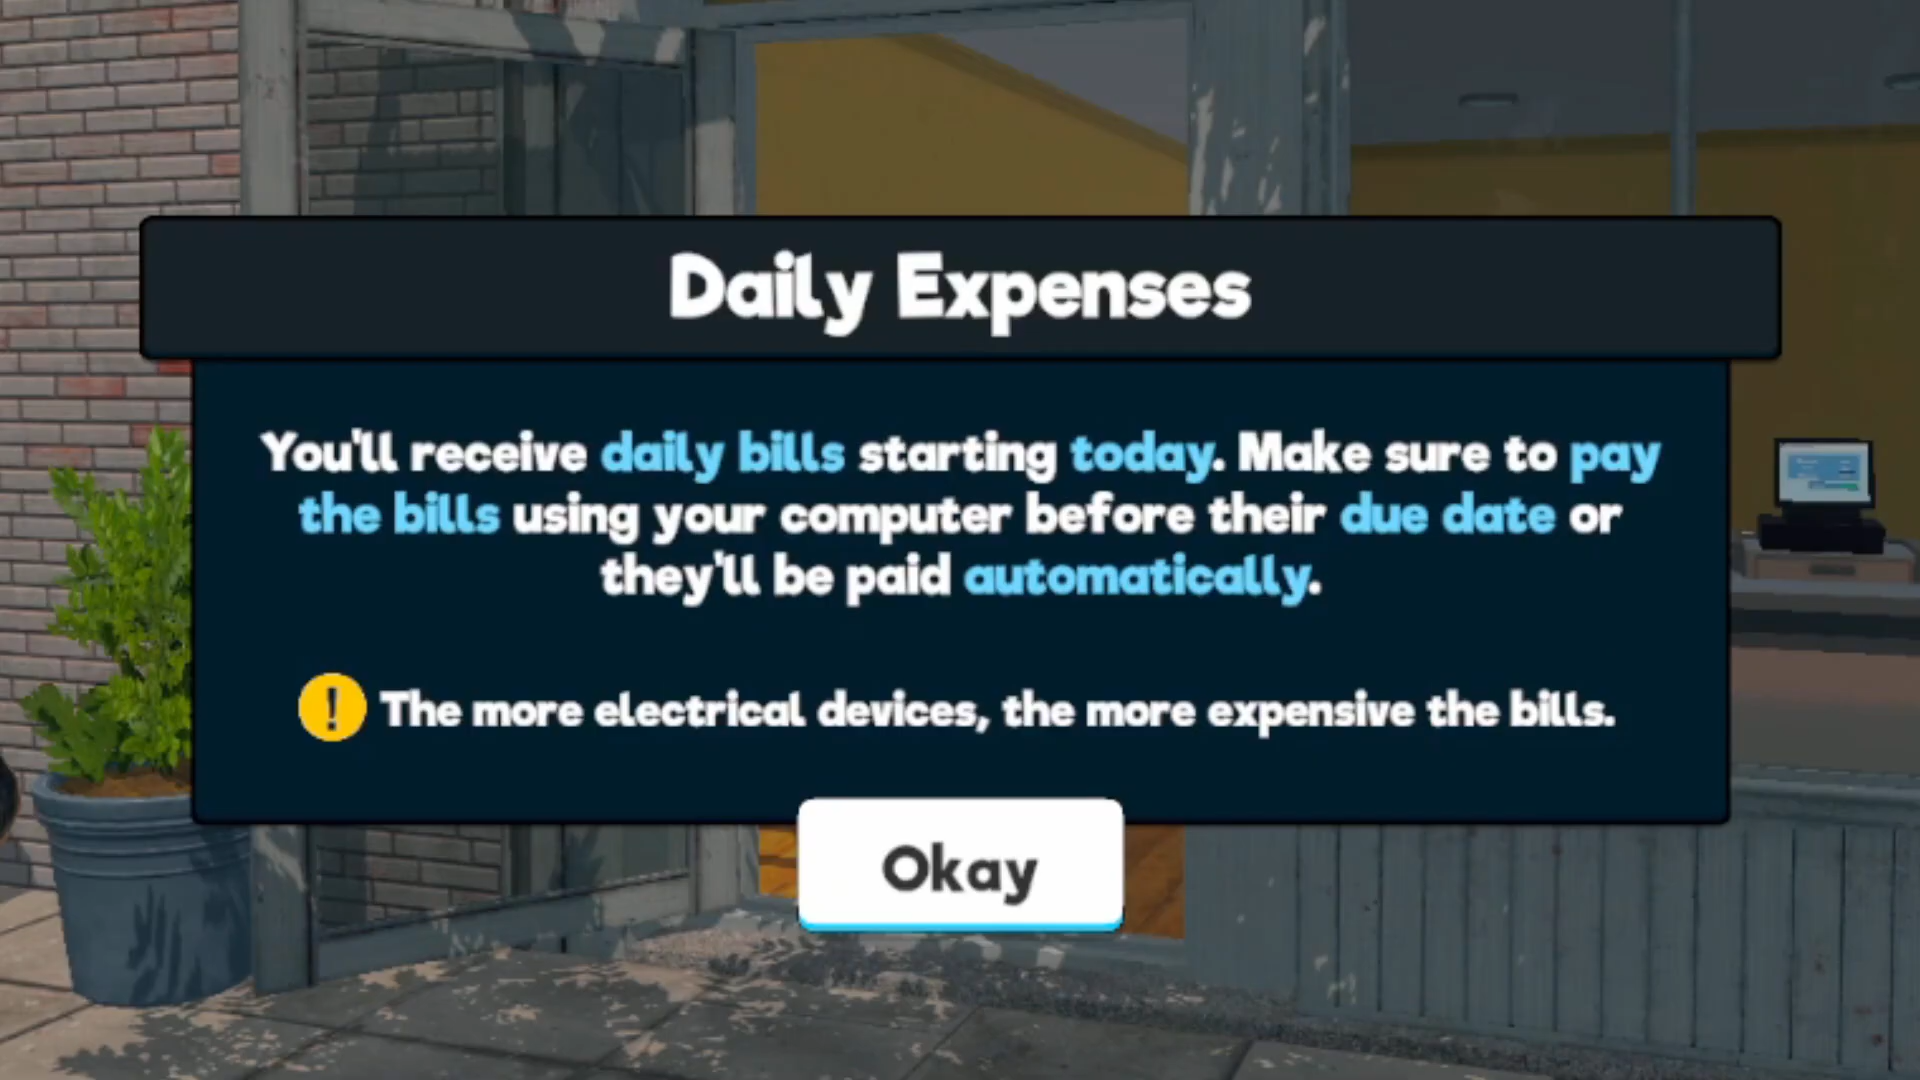 Daily Expenses
You'll receive daily bills starting today. Make sure to pay
the bills using your computer before their due date or
they'll be paid automatically.
! The more electrical devices, the more expensive the bills.
Okay